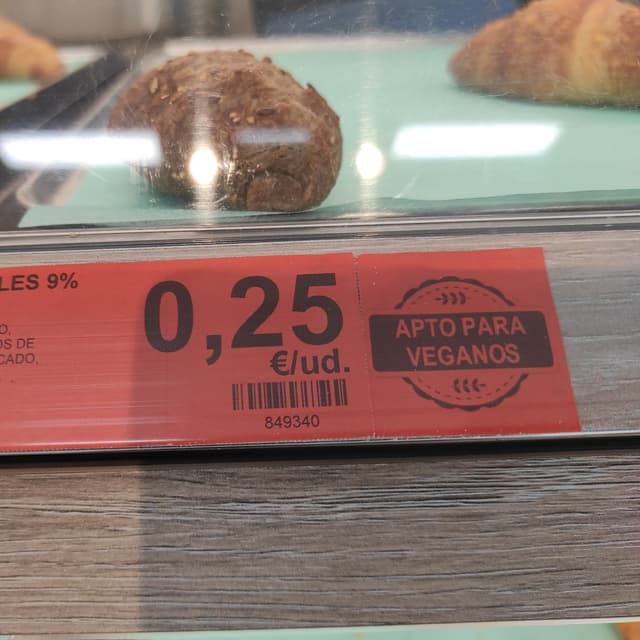 LES 9%
0,25
O,
OS DE
CADO,
€/ud.
849340
APTO PARA
VEGANOS